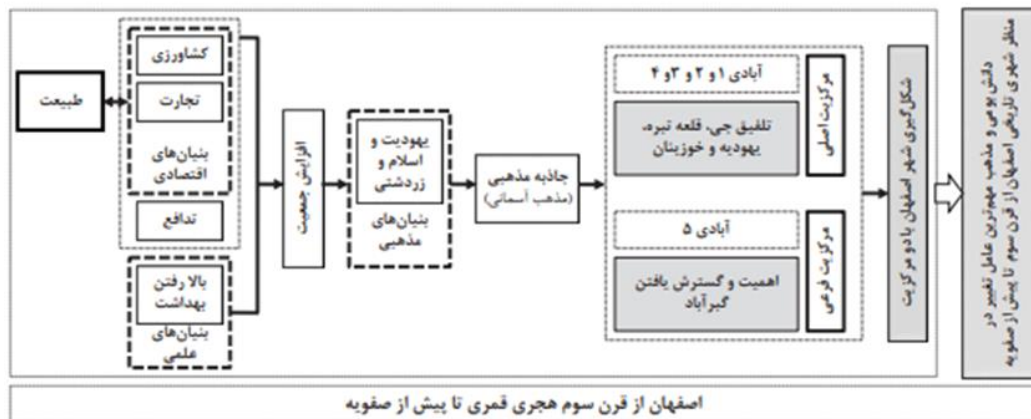 طبیعت
کشاورزی
تجارت
بنیان‌های
اقتصادی
تدافع
بالا رفتن
بهداشت
بنیان‌های
علمی
افزایش جمعیت
یهودیت و
اسلام و
زردشتی
بنیان‌های
مذهبی
جاذبه مذهبی
(مذهب آسمانی)
آبادی ۱ و ۲ و ۳ و ۴
تلفیق جی، قلعه تبره،
یهودیه و خوزینان
مرکزیت اصلی
آبادی ۵
اهمیت و گسترش یافتن
گبرآباد
مرکزیت فرعی
شکل‌گیری شهر اصفهان با دو مرکزیت
دانش بومی و مذهب مهم‌ترین عامل تغییر در
منظر شهری تاریخی اصفهان از قرن سوم تا پیش از صفویه
اصفهان از قرن سوم هجری قمری تا پیش از صفویه